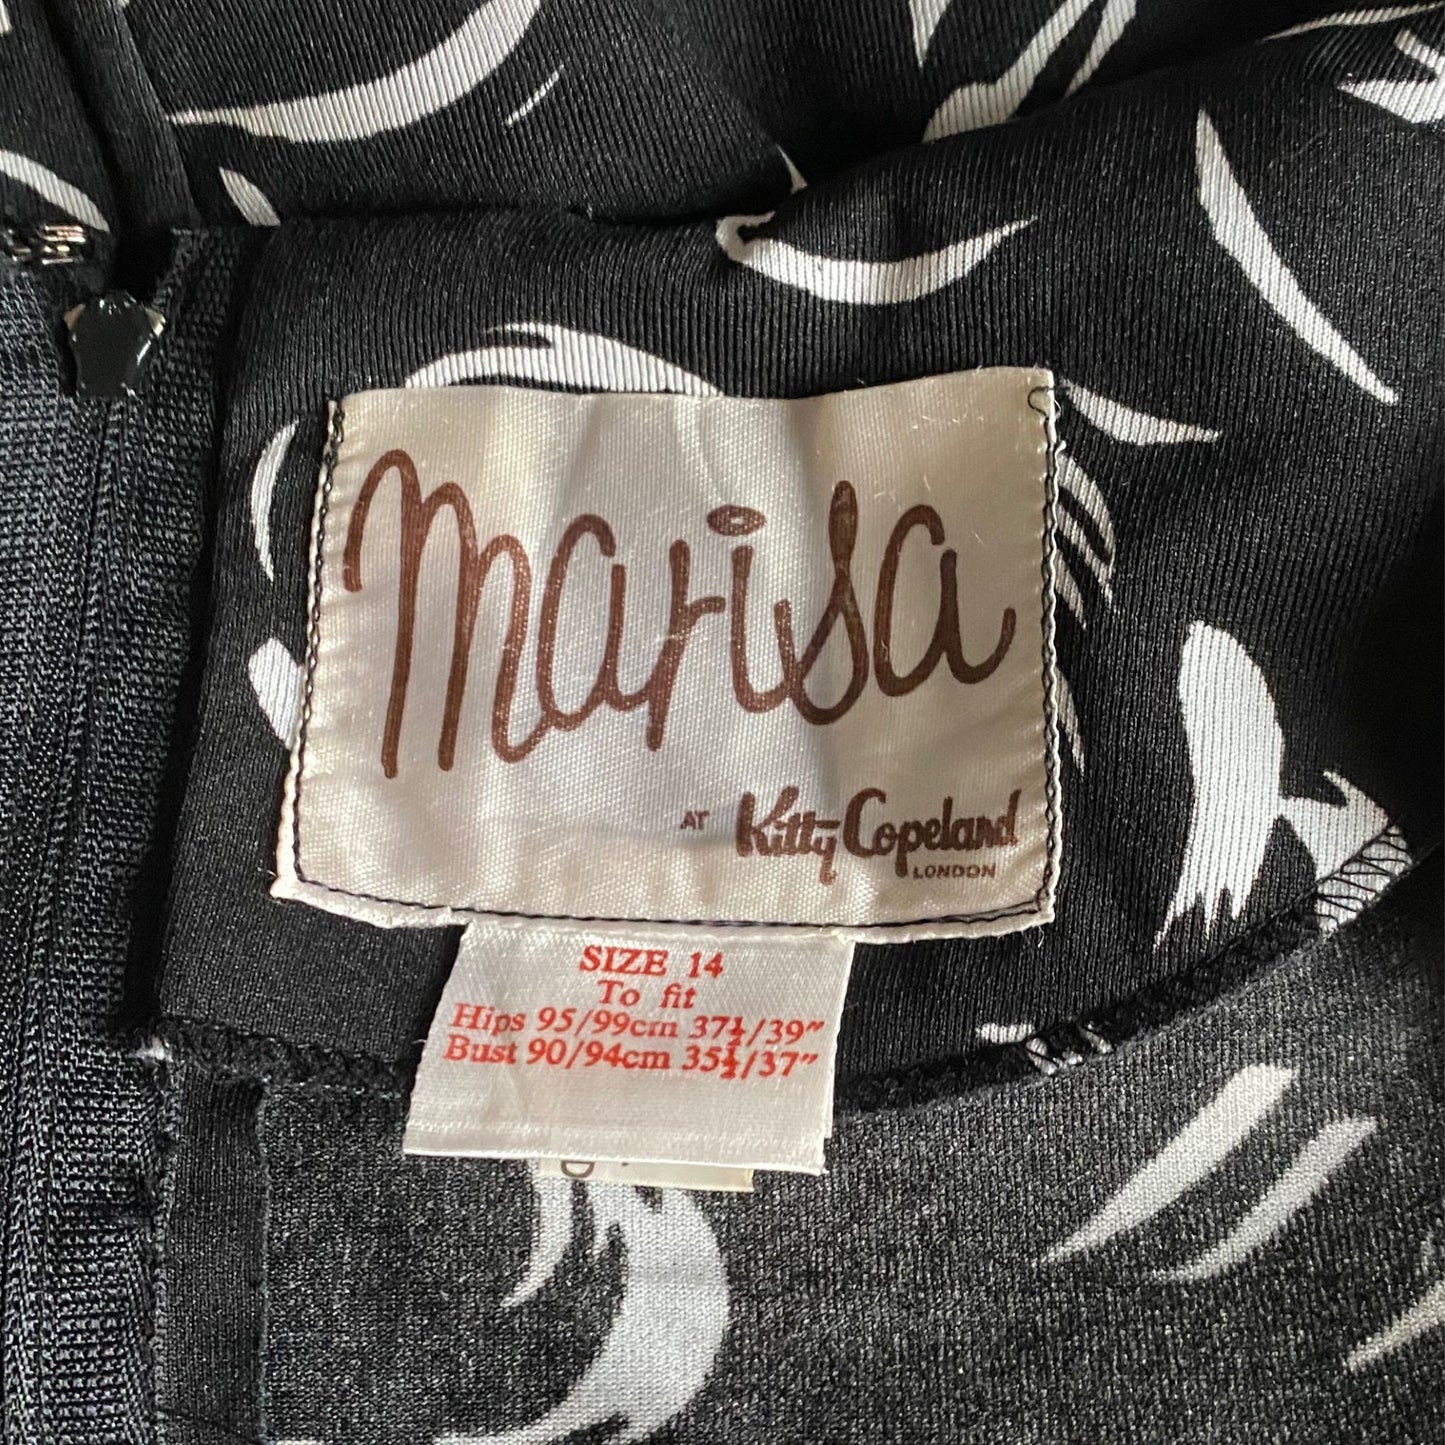 marisa
AT Kitty Copeland
LONDON
SIZE 14
To fit
Hips 95/99cm 37½/39"
Bust 90/94cm 35½/37"